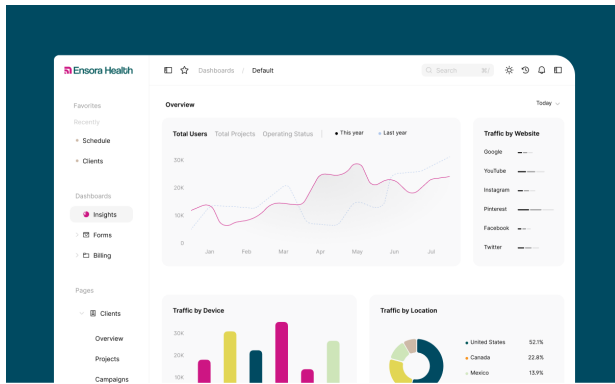 Ensora Health
Dashboards / Default
Search
Favorites
Recently
Schedule
Clients
Dashboards
Insights
Forms
Billing
Pages
Clients
Overview
Projects
Campaigns
Overview
Today
Total Users Total Projects Operating Status | This year Last year
30K
20K
10K
0
Jan Feb Mar Apr May Jun Jul
Traffic by Website
Google
YouTube
Instagram
Pinterest
Facebook
Twitter
Traffic by Device
30K
20K
10K
Traffic by Location
United States 52.1%
Canada 22.8%
Mexico 13.9%